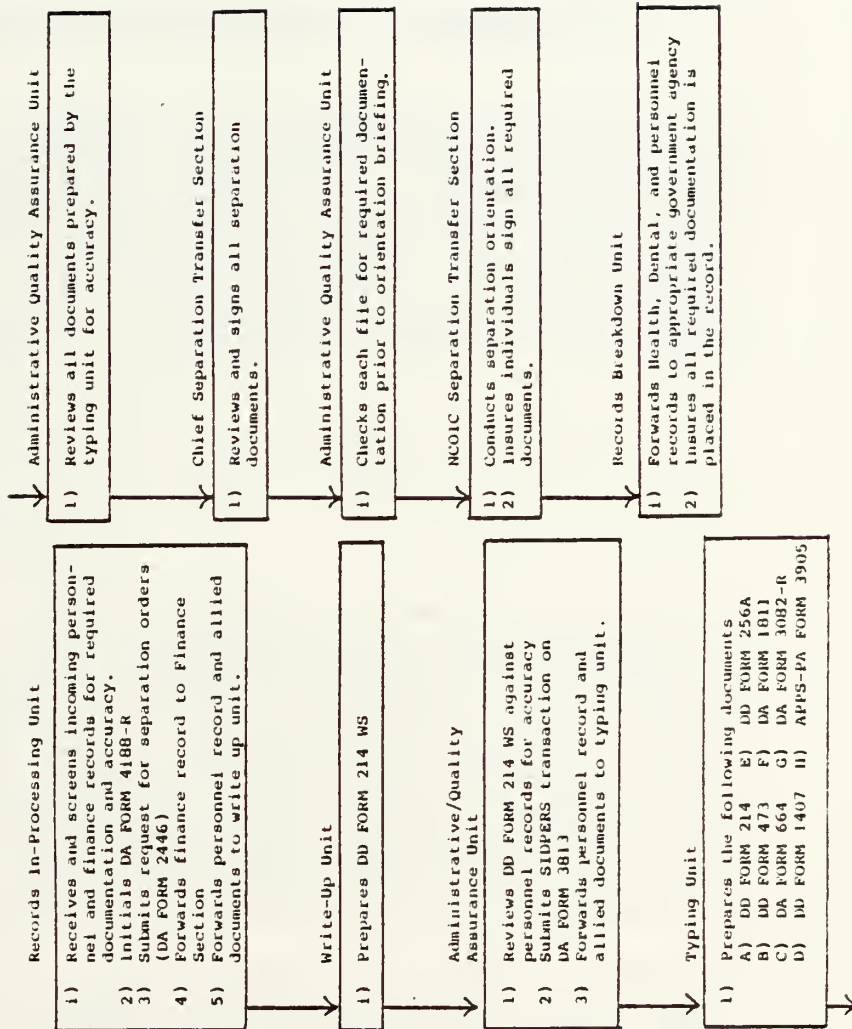 Records In-Processing Unit
1) Receives and screens incoming person-
nel and finance records for required
documentation and accuracy.
2) Initials DA FORM 4188-R
3) Submits request for separation orders
(DA FORM 2446)
4) Forwards finance record to Finance
Section
5) Forwards personnel record and allied
documents to write up unit.
Write-Up Unit
1) Prepares DD FORM 214 WS
Administrative/Quality
Assurance Unit
1) Reviews DD FORM 214 WS against
personnel records for accuracy
2) Submits SIDPERS transaction on
DA FORM 3813
3) Forwards personnel record and
allied documents to typing unit.
Typing Unit
1) Prepares the following documents
A) DD FORM 214 E) DD FORM 256A
B) DD FORM 473 F) DA FORM 1811
C) DA FORM 664 G) DA FORM 3082-R
D) DD FORM 1407 H) APPS-PA FORM 3905
Administrative Quality Assurance Unit
1) Reviews all documents prepared by the
typing unit for accuracy.
Chief Separation Transfer Section
1) Reviews and signs all separation
documents.
Administrative Quality Assurance Unit
1) Checks each file for required documen-
tation prior to orientation briefing.
NCOIC Separation Transfer Section
1) Conducts separation orientation.
2) Insures individuals sign all required
documents.
Records Breakdown Unit
1) Forwards Health, Dental, and personnel
records to appropriate government agency
2) Insures all required documentation is
placed in the record.